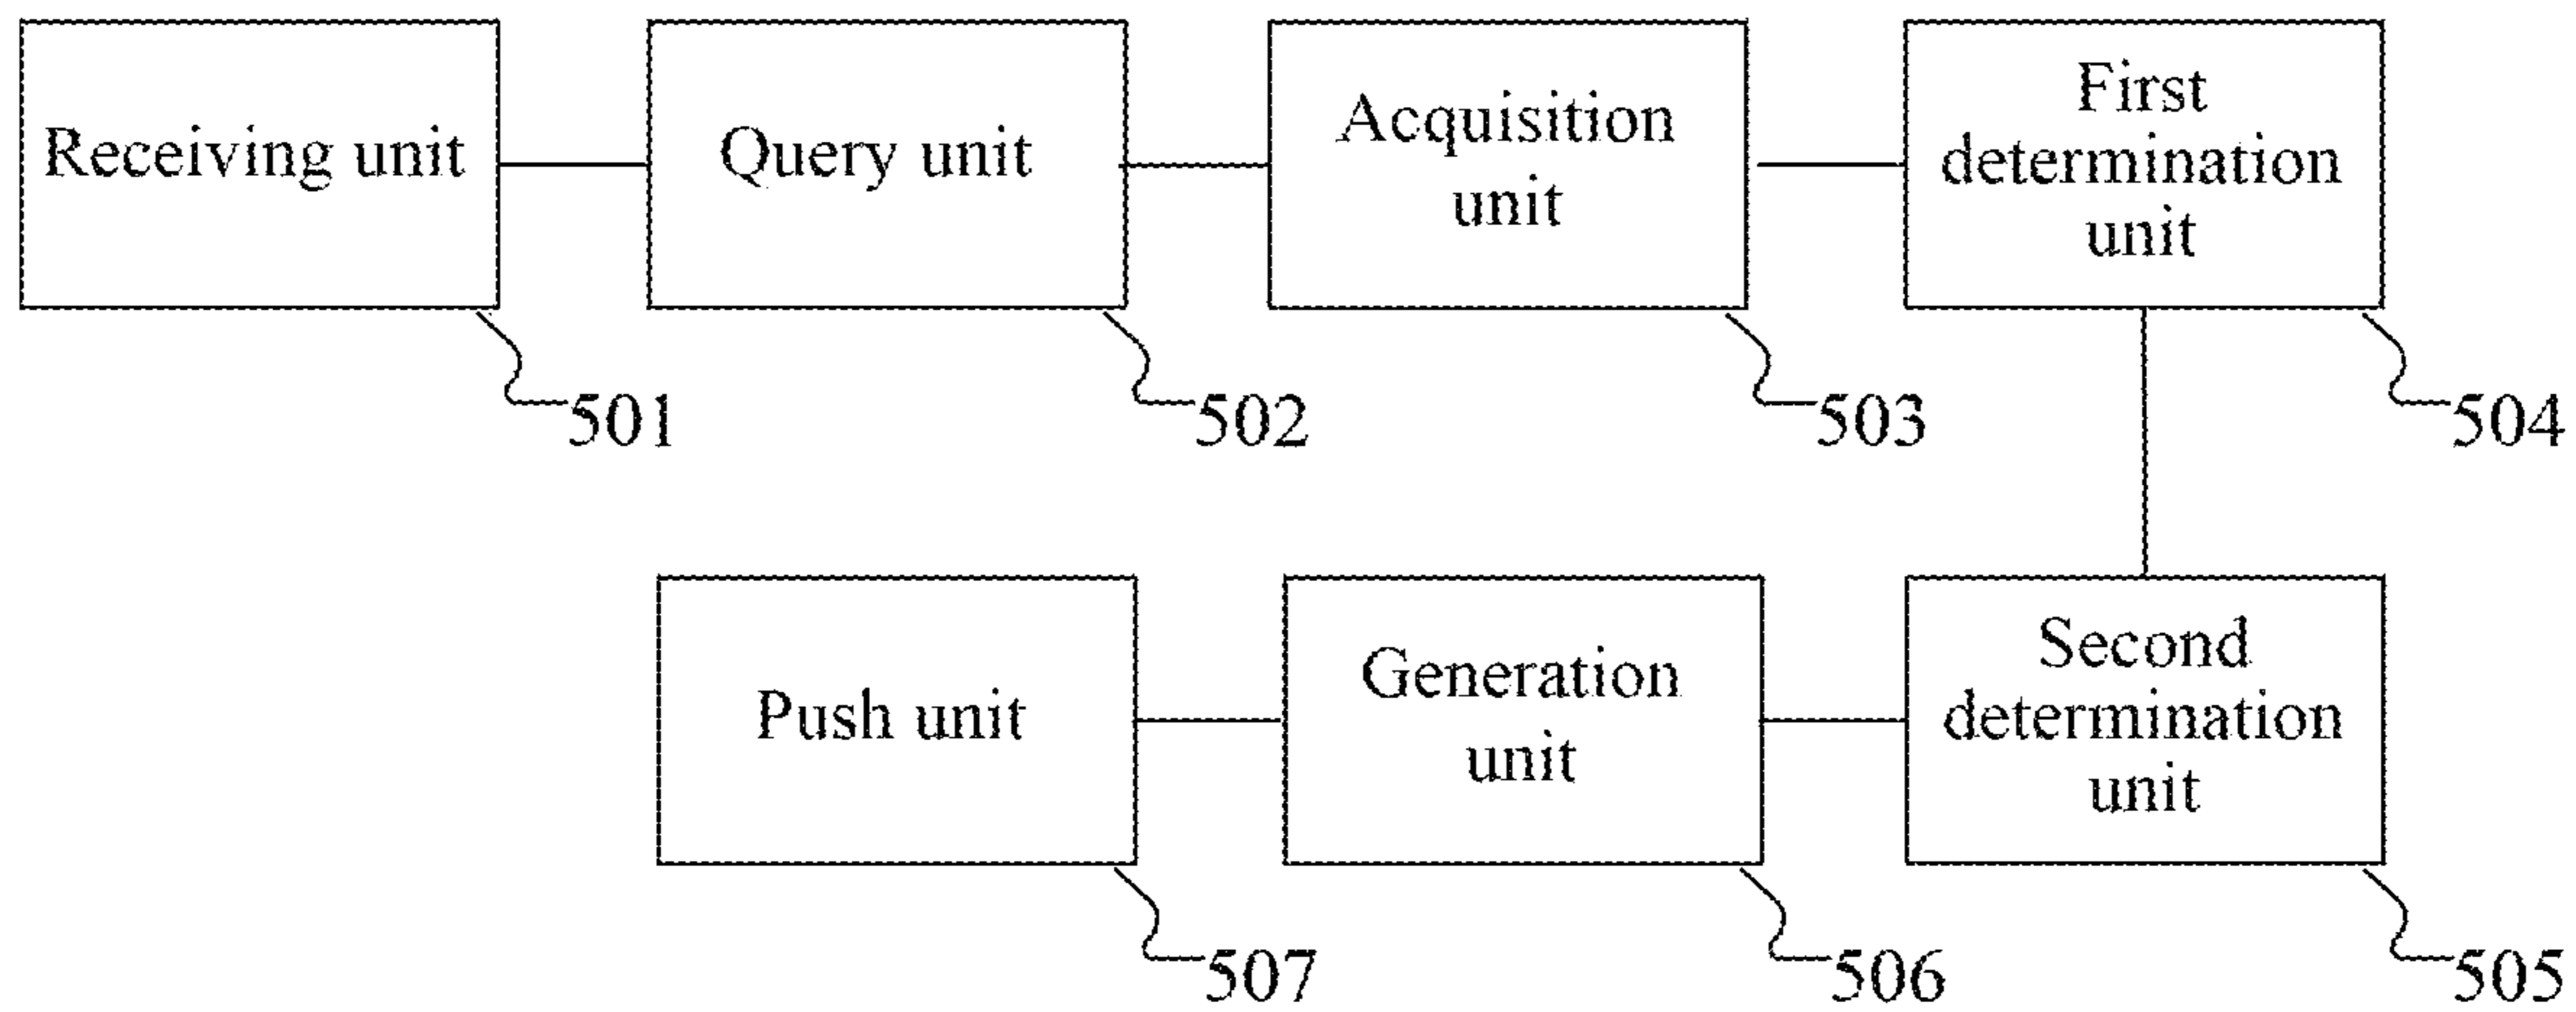 Receiving unit
Query unit
Acquisition
unit
First
determination
unit
501
502
503
504
Push unit
Generation
unit
Second
determination
unit
507
506
505